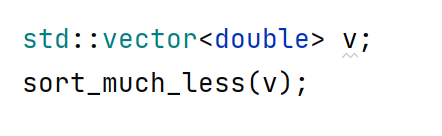 std::vector<double> v;
sort_much_less(v);